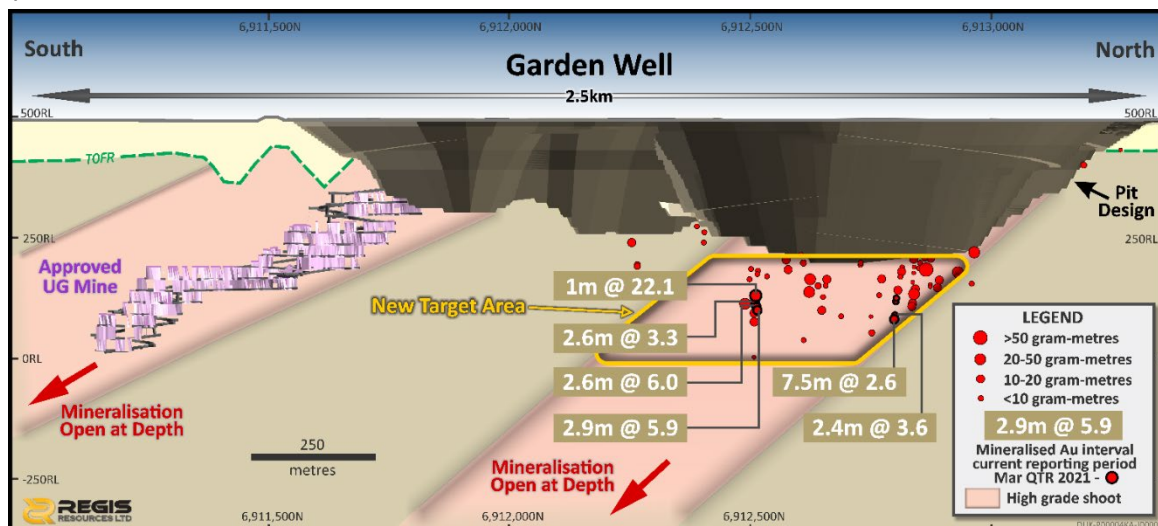 6,911,500N
6,912,000N
6,912,500N
6,913,000N
South
North
Garden Well
2.5km
500RL
500RL
TOFR
Pit
Design
250RL
250RL
Approved
UG Mine
New Target Area
1m @ 22.1
2.6m @ 3.3
2.6m @ 6.0
2.9m @ 5.9
7.5m @ 2.6
2.4m @ 3.6
0RL
Mineralisation
Open at Depth
250
metres
Mineralisation
Open at Depth
-250RL
LEGEND
>50 gram-metres
20-50 gram-metres
10-20 gram-metres
<10 gram-metres
2.9m @ 5.9
Mineralised Au interval
current reporting period
Mar QTR 2021 -
High grade shoot
REGIS
RESOURCES LTD
6,911,500N
6,912,000N
6,912,500N